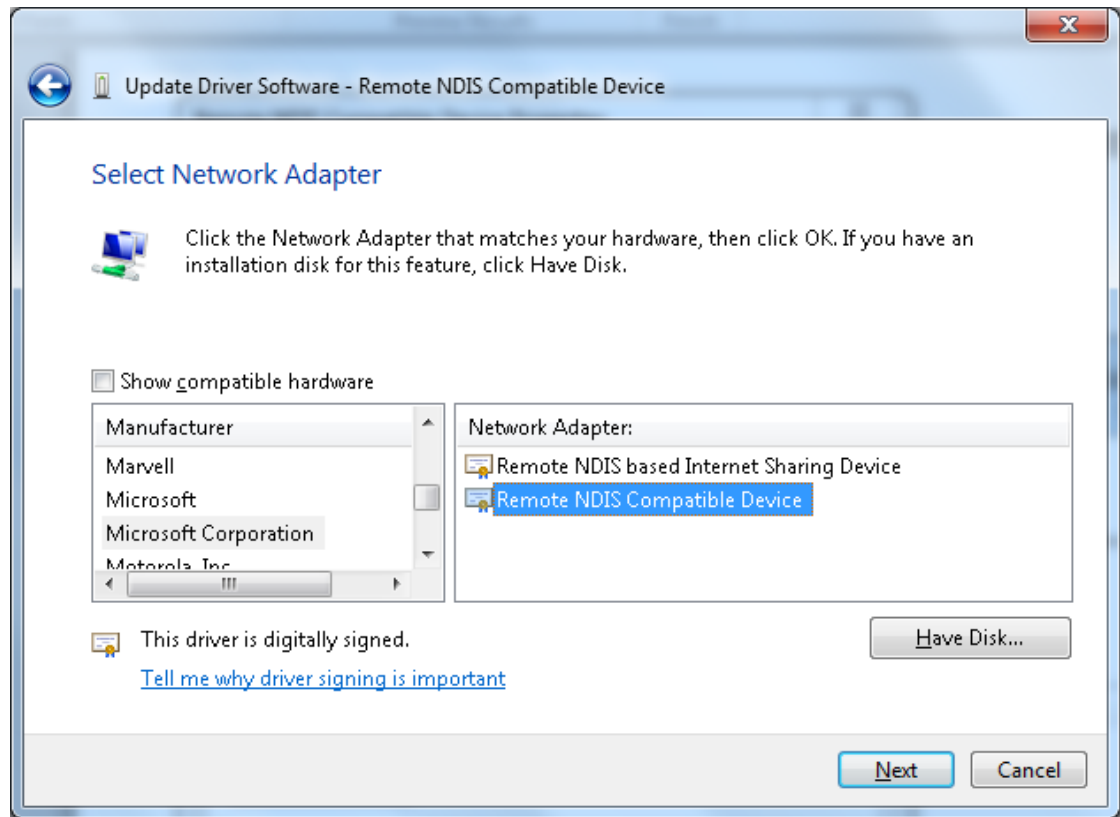 Update Driver Software - Remote NDIS Compatible Device
Select Network Adapter
Click the Network Adapter that matches your hardware, then click OK. If you have an
installation disk for this feature, click Have Disk.
Show compatible hardware
Manufacturer
Marvell
Microsoft
Microsoft Corporation
Motorola, Inc
Network Adapter:
Remote NDIS based Internet Sharing Device
Remote NDIS Compatible Device
This driver is digitally signed.
Tell me why driver signing is important
Have Disk...
Next
Cancel